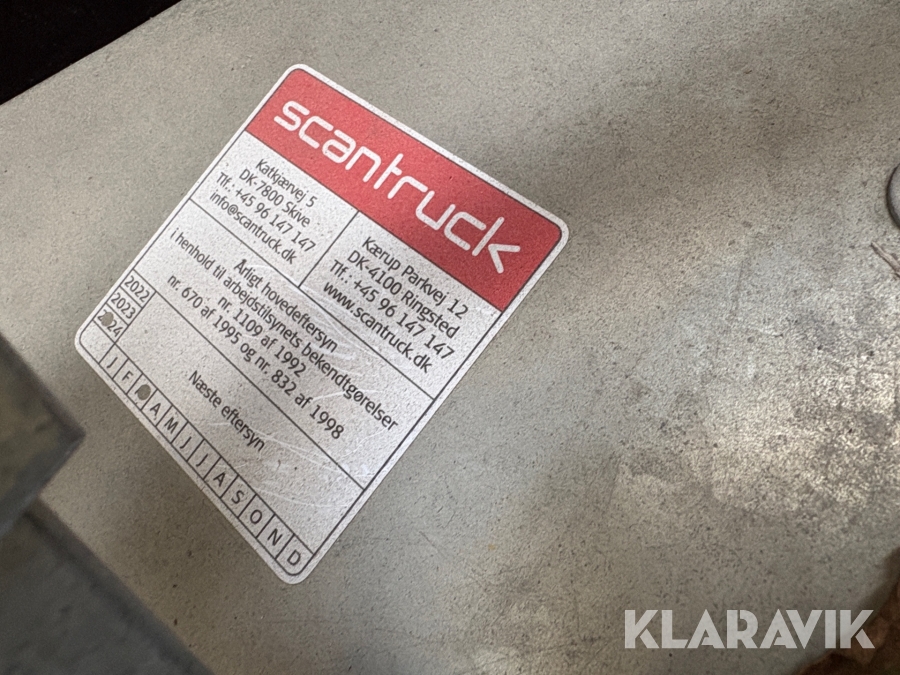 scantruck
Katkjærvej 5
DK-7800 Skive
Tlf.: +45 96 147 147
info@scantruck.dk
Kærup Parkvej 12
DK-4100 Ringsted
Tlf.: +45 96 147 147
www.scantruck.dk
Årligt hovedeftersyn
i henhold til arbejdstilsynets bekendtgørelser
nr. 1109 af 1992
nr. 670 af 1995 og nr. 832 af 1998
2022
2023
2024
Næste eftersyn
J F A M J J A S O N D
KLARAVIK